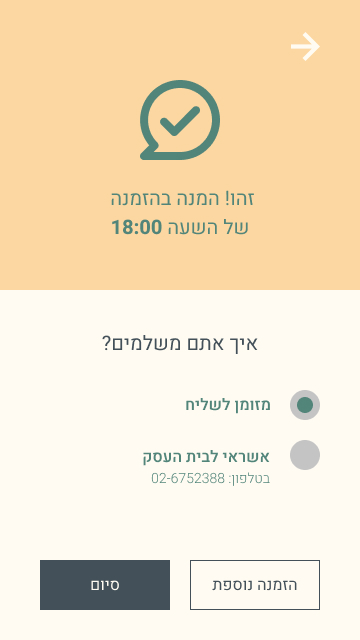 זהו! המנה בהזמנה
של השעה 18:00
איך אתם משלמים?
מזומן לשליח
אשראי לבית העסק
בטלפון: 02-6752388
הזמנה נוספת
סיום